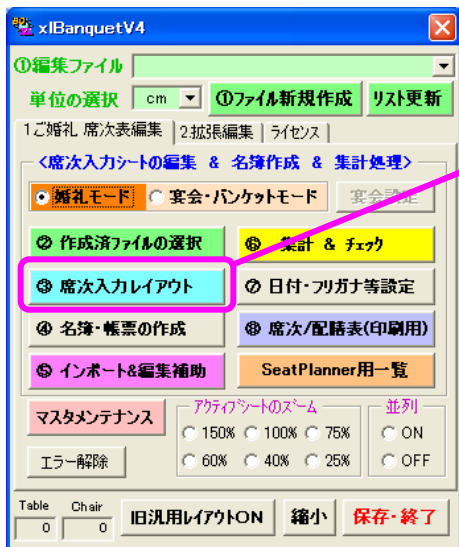 xlBanquetV4
①編集ファイル
単位の選択 cm ①ファイル新規作成 リスト更新
1.ご婚礼 席次表編集 2.拡張編集 ライセンス
<席次入力シートの編集 & 名簿作成 & 集計処理>
婚礼モード 宴会・バンケットモード 宴会設定
② 作成済ファイルの選択 ⑥ 集計 & チェック
③ 席次入力レイアウト ⑦ 日付・フリガナ等設定
④ 名簿・帳票の作成 ⑧ 席次/配膳表(印刷用)
⑤ インポート&編集補助 SeatPlanner用一覧
マスタメンテナンス アクティブシートのズーム 並列
150% 100% 75% ON
エラー解除 60% 40% 25% OFF
Table Chair
0 0 旧汎用レイアウトON 縮小 保存・終了